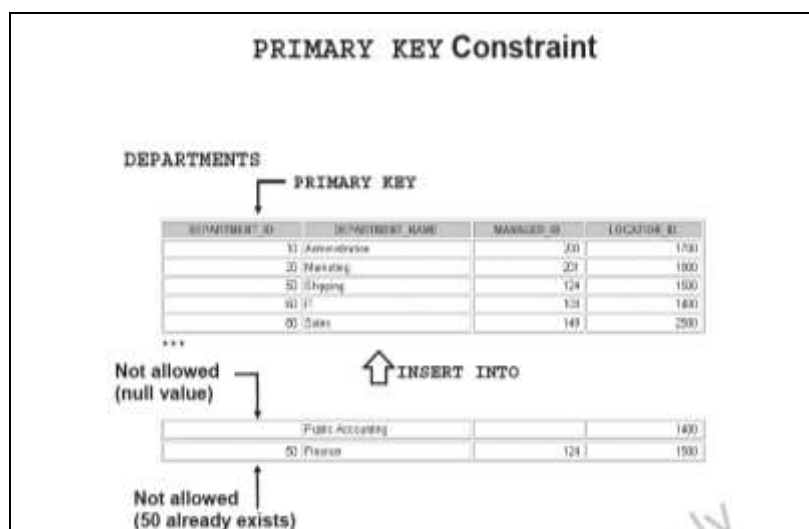 PRIMARY KEY Constraint
DEPARTMENTS
PRIMARY KEY
DEPARTMENT_ID DEPARTMENT_NAME MANAGER_ID LOCATION_ID
10 Administration 200 1700
20 Marketing 201 1800
50 Shipping 124 1500
60 IT 103 1400
80 Sales 149 2500
...
Not allowed
(null value)
INSERT INTO
Public Accounting 1400
50 Finance 124 1500
Not allowed
(50 already exists)